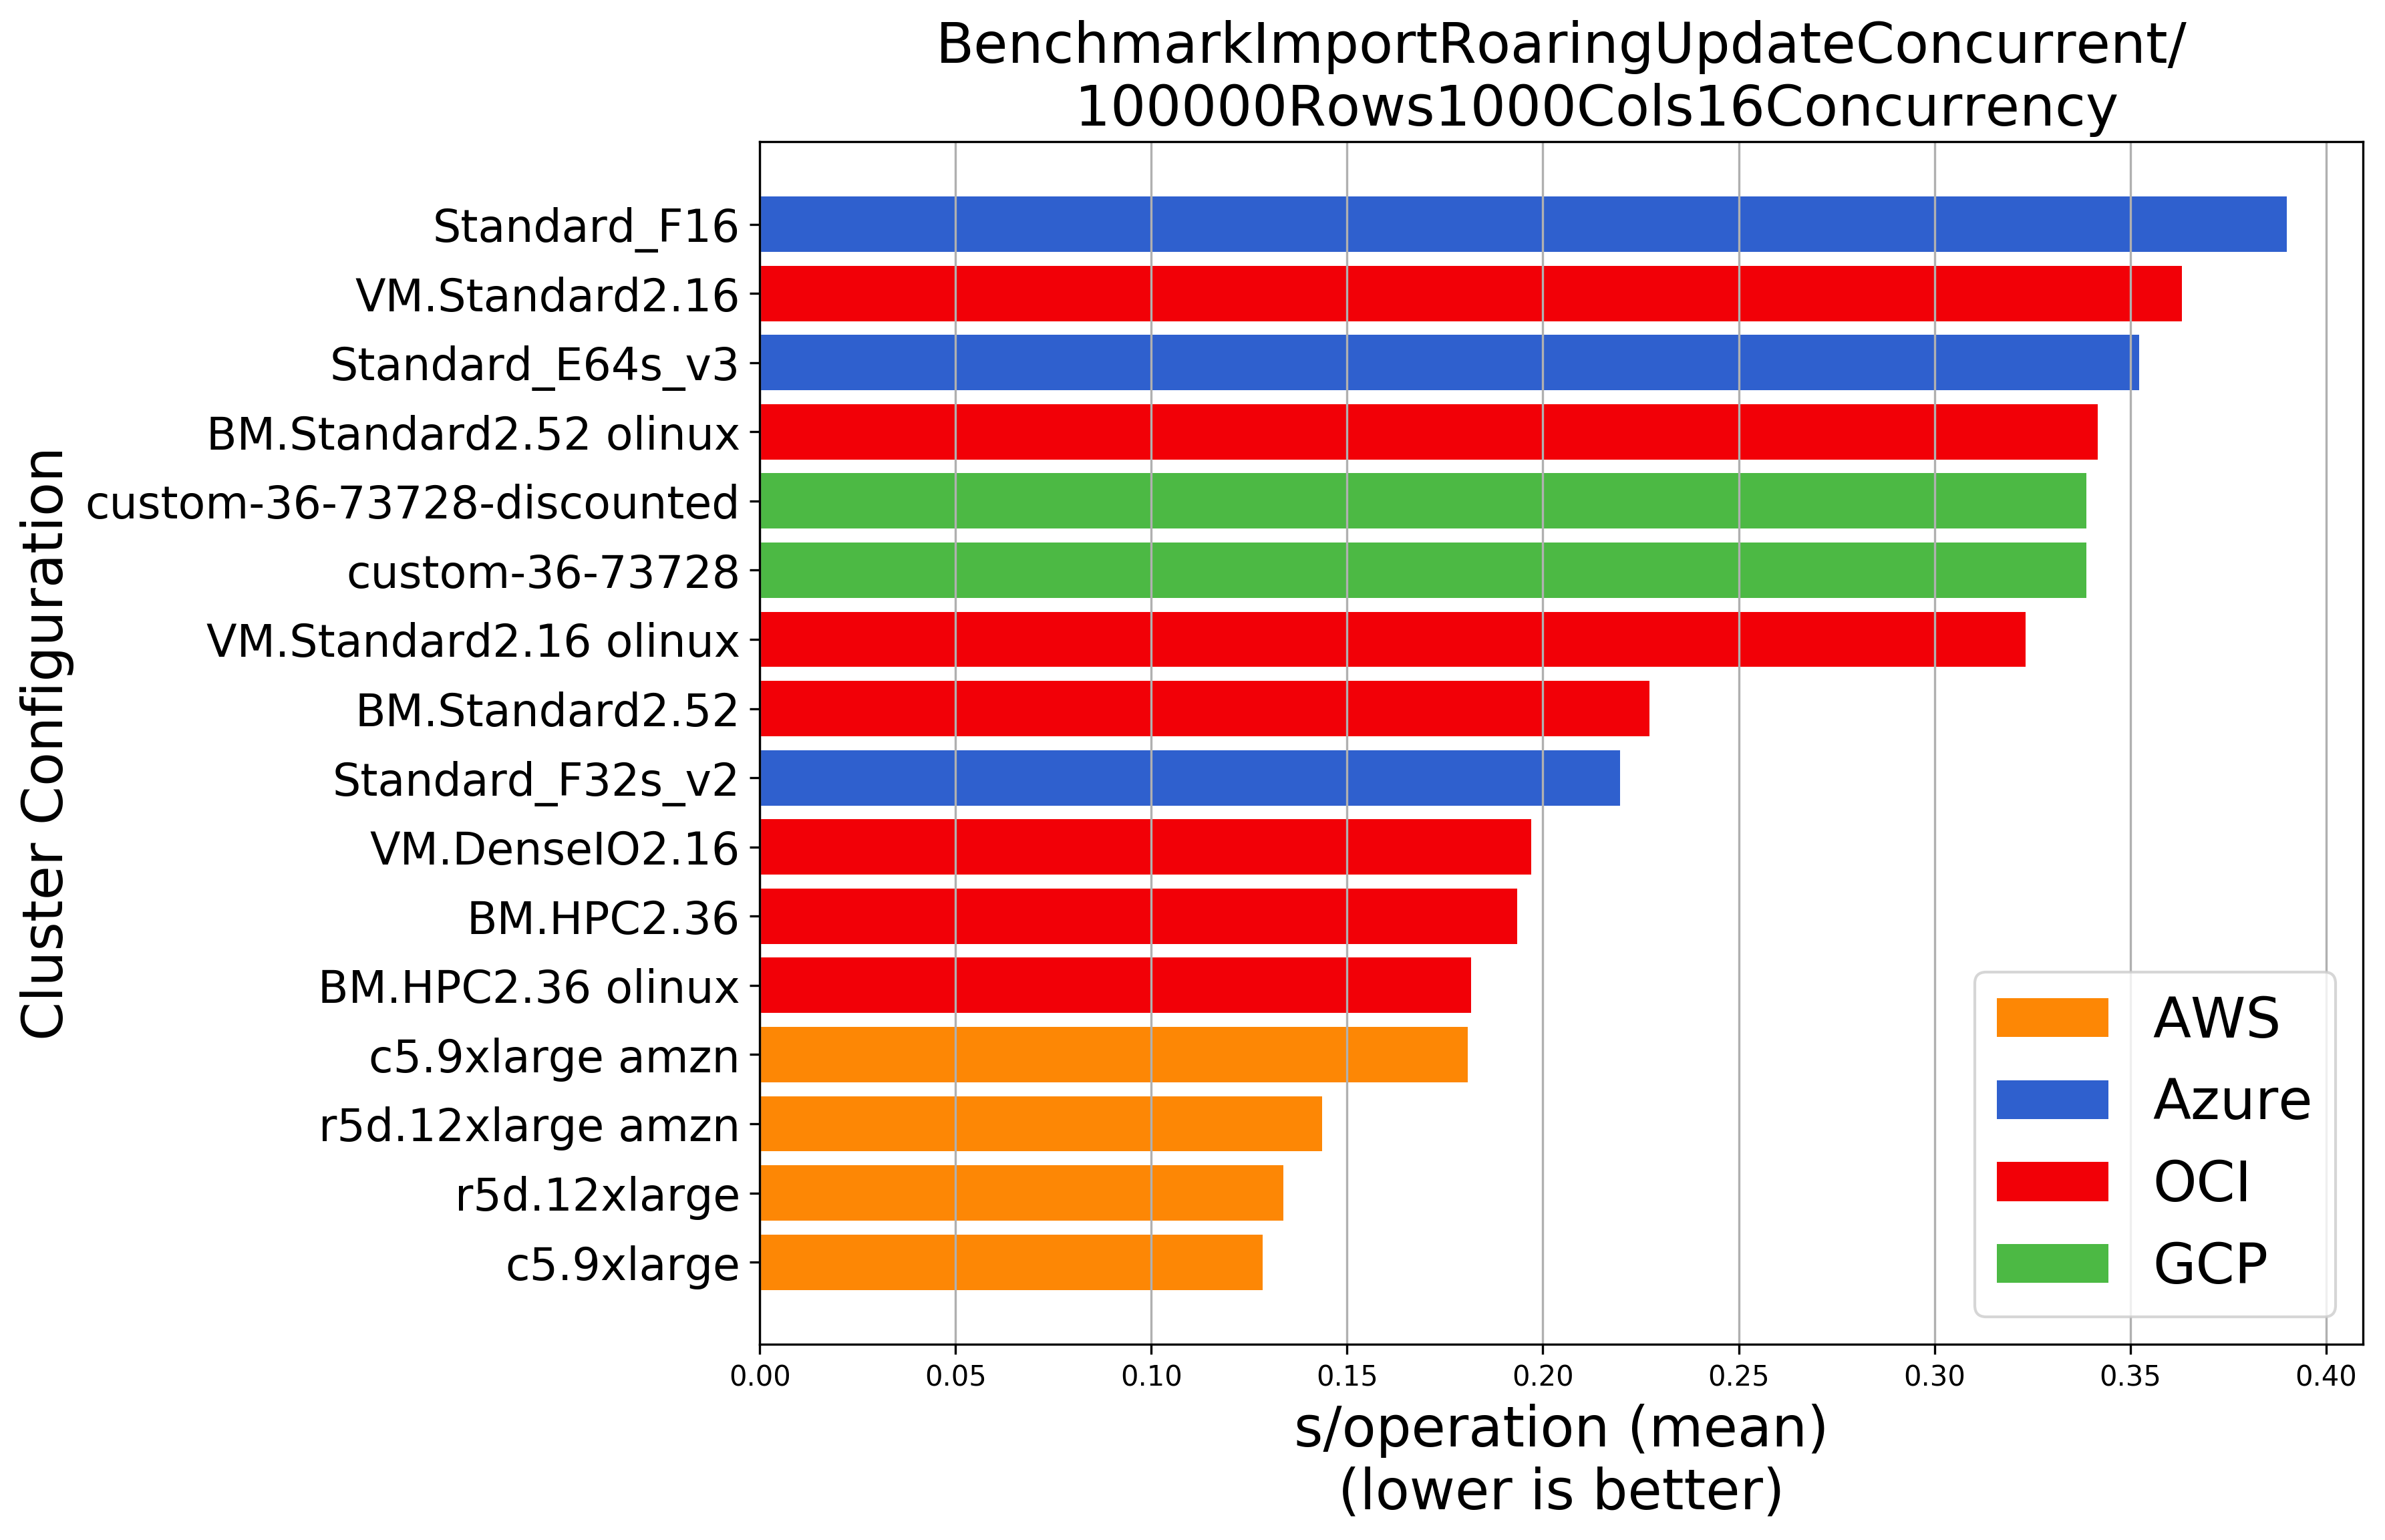 BenchmarkImportRoaringUpdateConcurrent/
100000Rows1000Cols16Concurrency
Cluster Configuration
Standard_F16
VM.Standard2.16
Standard_E64s_v3
BM.Standard2.52 olinux
custom-36-73728-discounted
custom-36-73728
VM.Standard2.16 olinux
BM.Standard2.52
Standard_F32s_v2
VM.DenseIO2.16
BM.HPC2.36
BM.HPC2.36 olinux
c5.9xlarge amzn
r5d.12xlarge amzn
r5d.12xlarge
c5.9xlarge
AWS
Azure
OCI
GCP
0.00 0.05 0.10 0.15 0.20 0.25 0.30 0.35 0.40
s/operation (mean)
(lower is better)